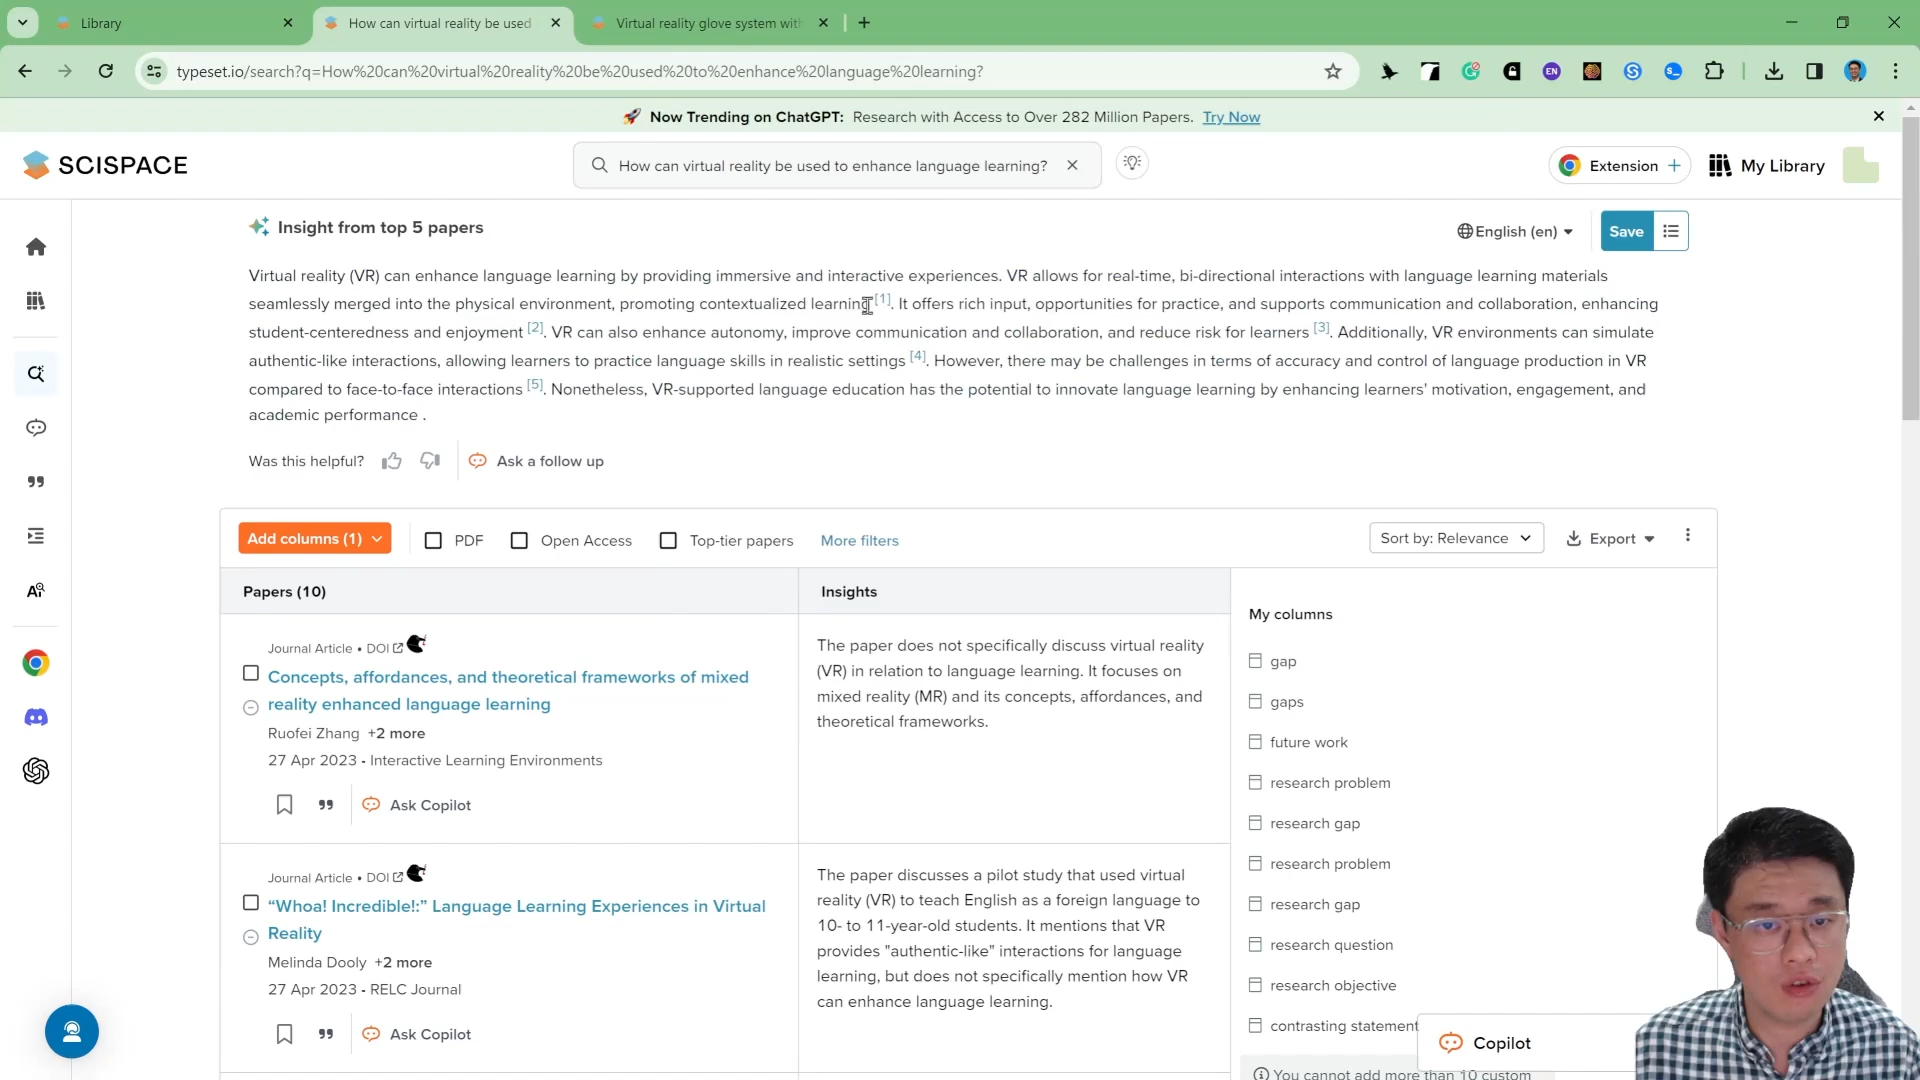 Library
How can virtual reality be used
Virtual reality glove system with
typeset.io/search?q=How%20can%20virtual%20reality%20be%20used%20to%20enhance%20language%20learning?
EN
Now Trending on ChatGPT: Research with Access to Over 282 Million Papers. Try Now
SCISPACE
How can virtual reality be used to enhance language learning?
Extension +
My Library
Insight from top 5 papers
English (en)
Save
Virtual reality (VR) can enhance language learning by providing immersive and interactive experiences. VR allows for real-time, bi-directional interactions with language learning materials
seamlessly merged into the physical environment, promoting contextualized learning [1]. It offers rich input, opportunities for practice, and supports communication and collaboration, enhancing
student-centeredness and enjoyment [2]. VR can also enhance autonomy, improve communication and collaboration, and reduce risk for learners [3]. Additionally, VR environments can simulate
authentic-like interactions, allowing learners to practice language skills in realistic settings [4]. However, there may be challenges in terms of accuracy and control of language production in VR
compared to face-to-face interactions [5]. Nonetheless, VR-supported language education has the potential to innovate language learning by enhancing learners' motivation, engagement, and
academic performance .
Was this helpful?
Ask a follow up
Add columns (1)
PDF
Open Access
Top-tier papers
More filters
Sort by: Relevance
Export
Papers (10)
Insights
My columns
gap
gaps
future work
research problem
research gap
research problem
research gap
research question
research objective
contrasting statement
You cannot add more than 10 custom
Journal Article • DOI
Concepts, affordances, and theoretical frameworks of mixed
reality enhanced language learning
Ruofei Zhang +2 more
27 Apr 2023 - Interactive Learning Environments
Ask Copilot
The paper does not specifically discuss virtual reality
(VR) in relation to language learning. It focuses on
mixed reality (MR) and its concepts, affordances, and
theoretical frameworks.
Journal Article • DOI
“Whoa! Incredible!:” Language Learning Experiences in Virtual
Reality
Melinda Dooly +2 more
27 Apr 2023 - RELC Journal
Ask Copilot
The paper discusses a pilot study that used virtual
reality (VR) to teach English as a foreign language to
10- to 11-year-old students. It mentions that VR
provides "authentic-like" interactions for language
learning, but does not specifically mention how VR
can enhance language learning.
Copilot